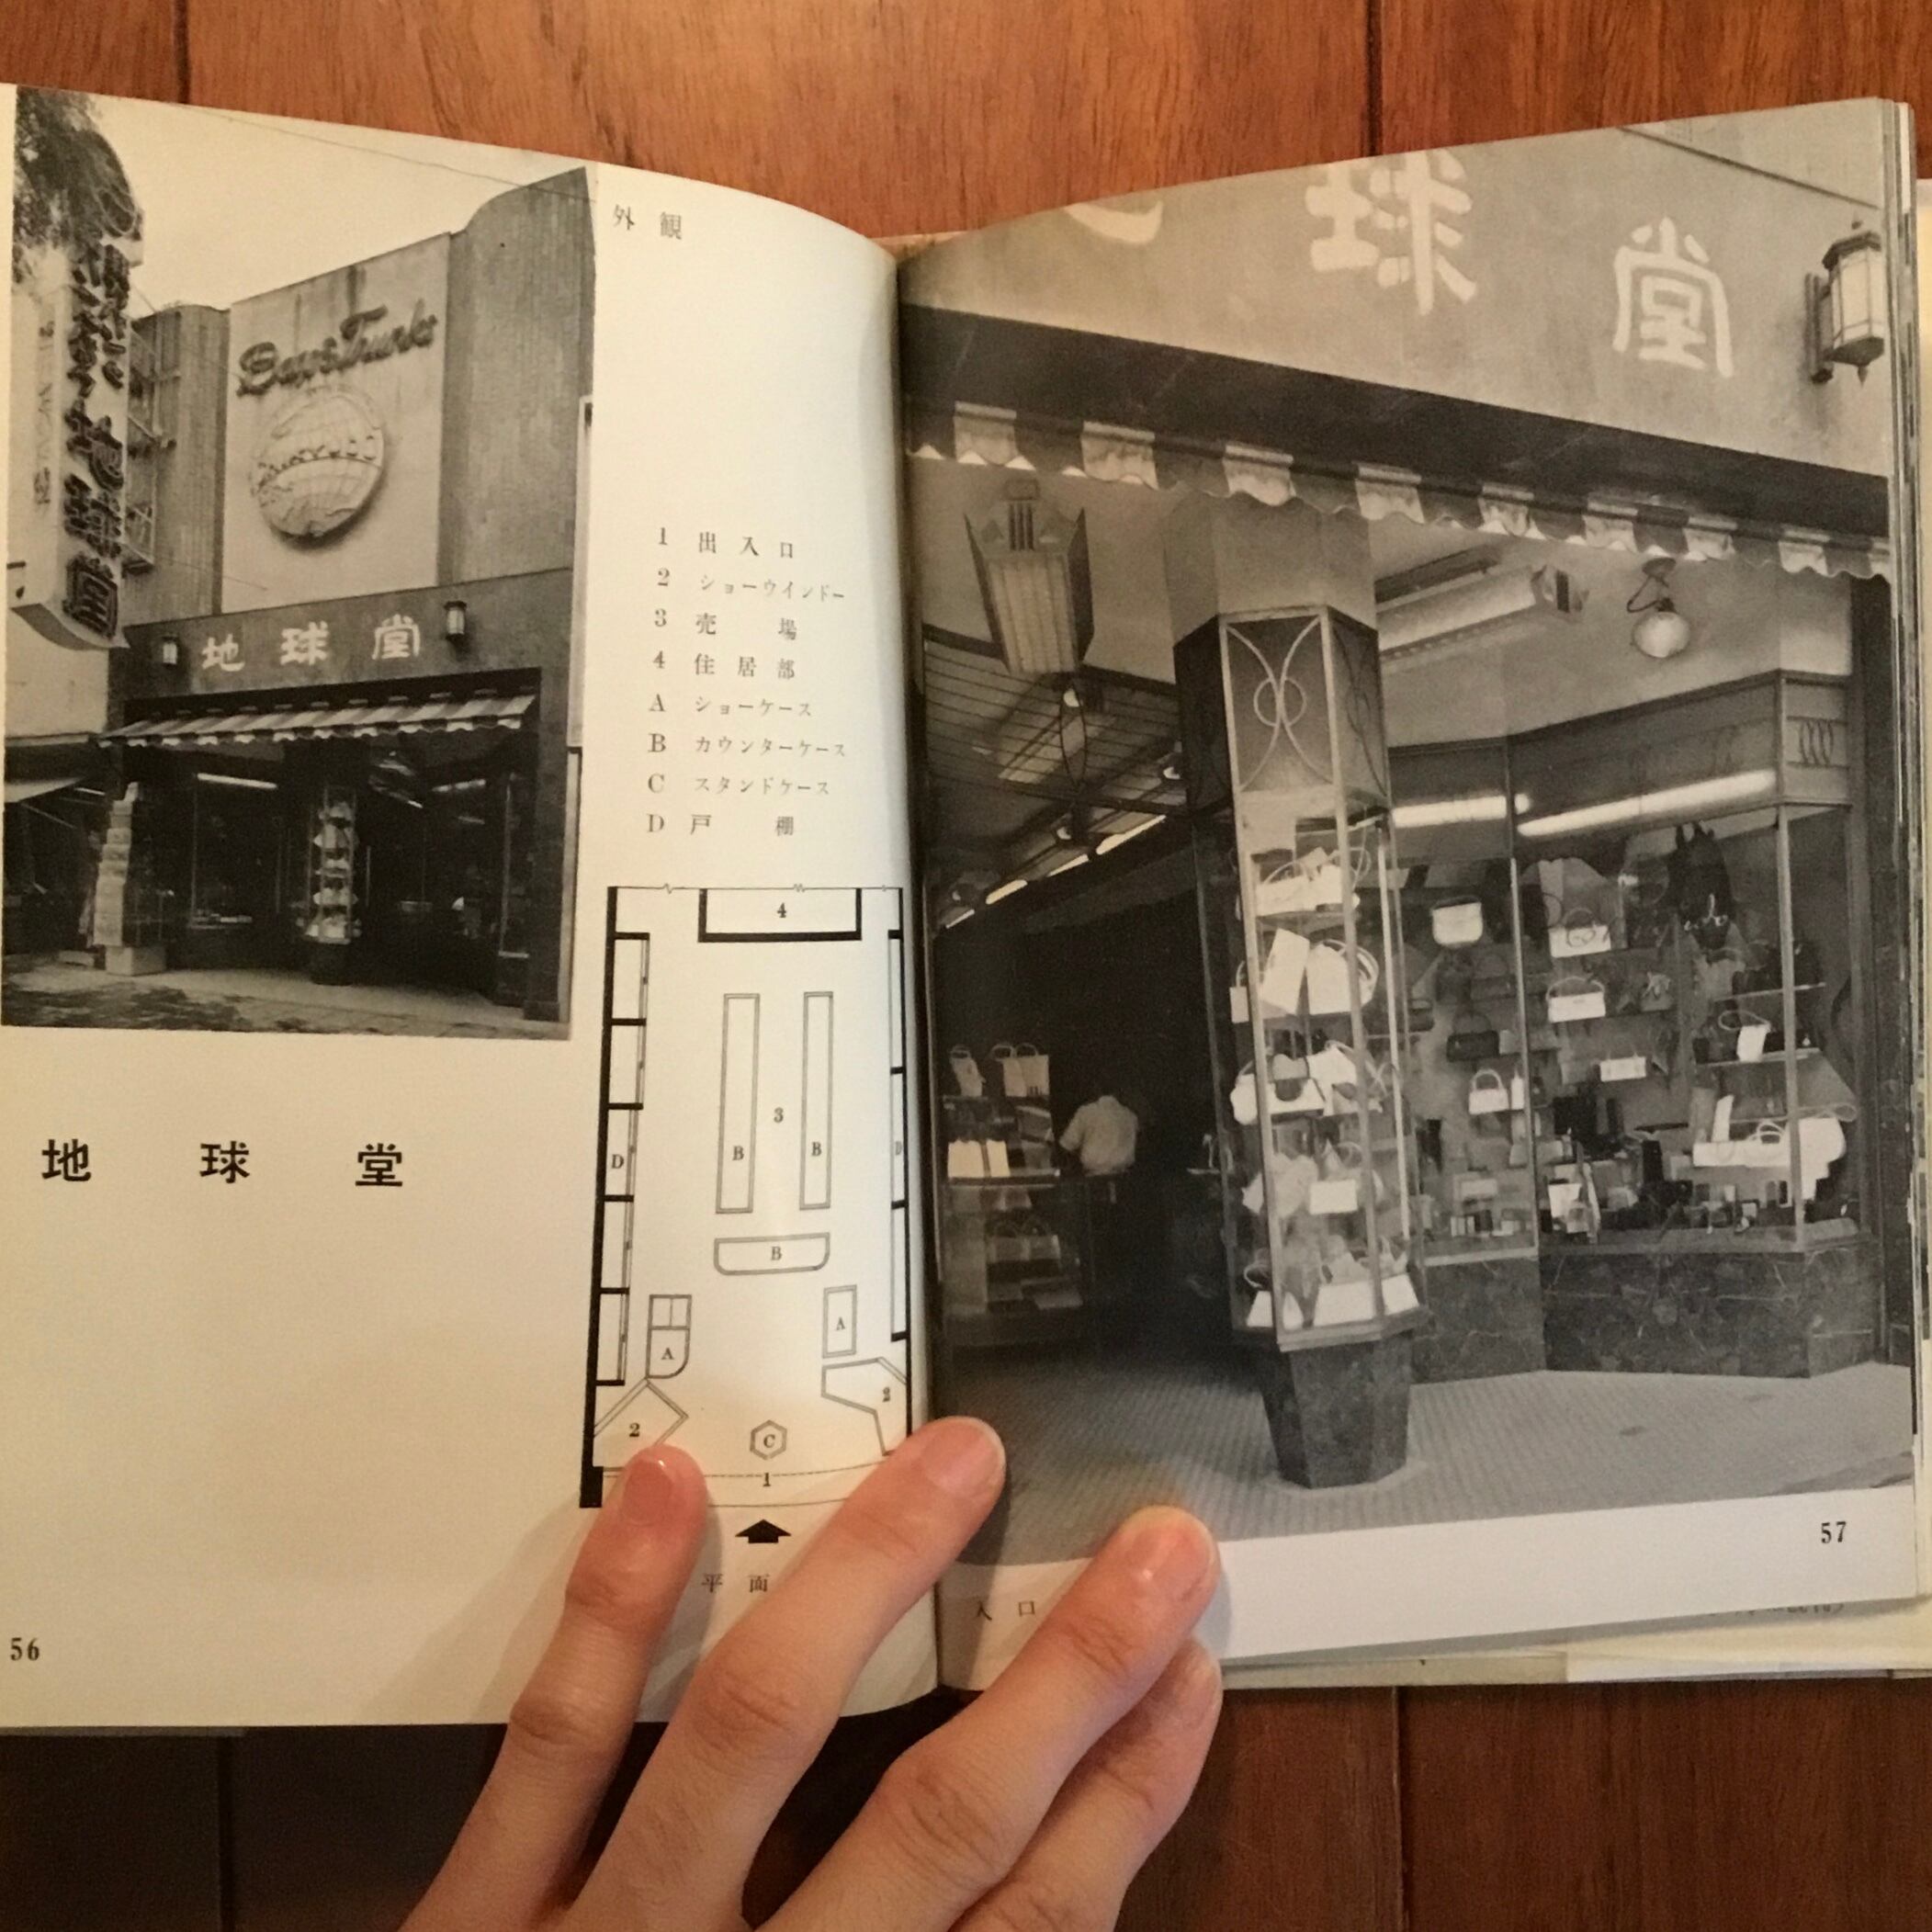 外観
Bags & Trunks
地球堂
地球堂
1 出入口
2 ショーウインドー
3 売場
4 住居部
A ショーケース
B カウンターケース
C スタンドケース
D 戸棚
4
3
B B
D D
B
A
A
2
2
C
1
平面
地球堂
56
球堂
入口
57